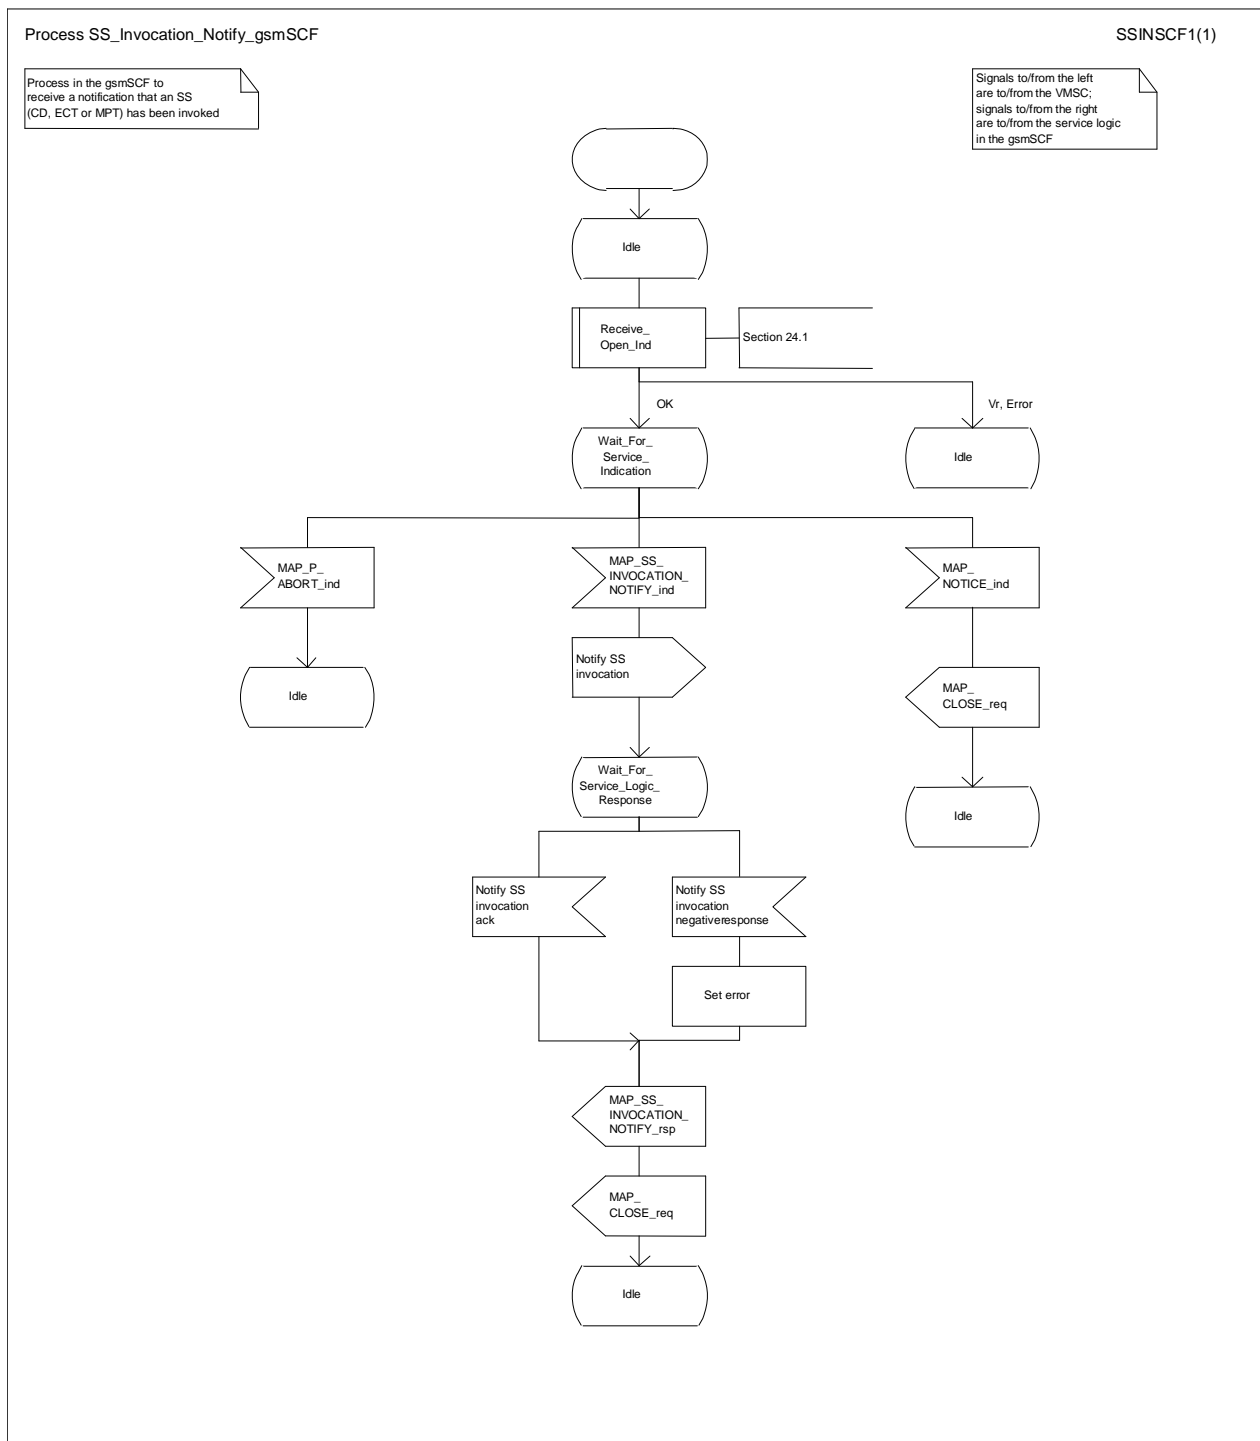 Process SS_Invocation_Notify_gsmSCF
SSINSCF1(1)
Process in the gsmSCF to
receive a notification that an SS
(CD, ECT or MPT) has been invoked
Signals to/from the left
are to/from the VMSC;
signals to/from the right
are to/from the service logic
in the gsmSCF
Idle
Receive_
Open_Ind
Section 24.1
OK
Vr, Error
Wait_For_
Service_
Indication
Idle
MAP_P_
ABORT_ind
MAP_SS_
INVOCATION_
NOTIFY_ind
MAP_
NOTICE_ind
Notify SS
invocation
Idle
MAP_
CLOSE_req
Wait_For_
Service_Logic_
Response
Idle
Notify SS
invocation
ack
Notify SS
invocation
negativeresponse
Set error
MAP_SS_
INVOCATION_
NOTIFY_rsp
MAP_
CLOSE_req
Idle